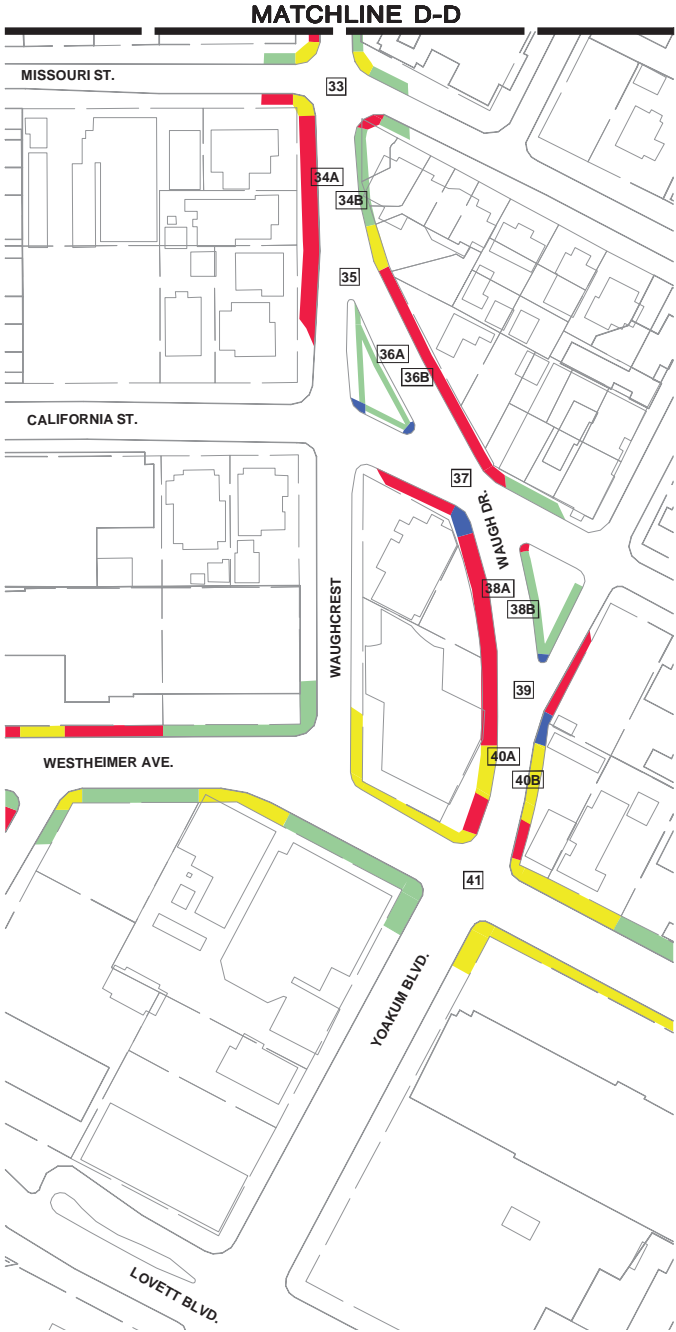 MATCHLINE D-D
MISSOURI ST.
33
34A
34B
35
36A
36B
CALIFORNIA ST.
37
WAUGH DR.
38A
38B
WAUGHCREST
39
40A
WESTHEIMER AVE.
40B
41
YOAKUM BLVD.
LOVETT BLVD.